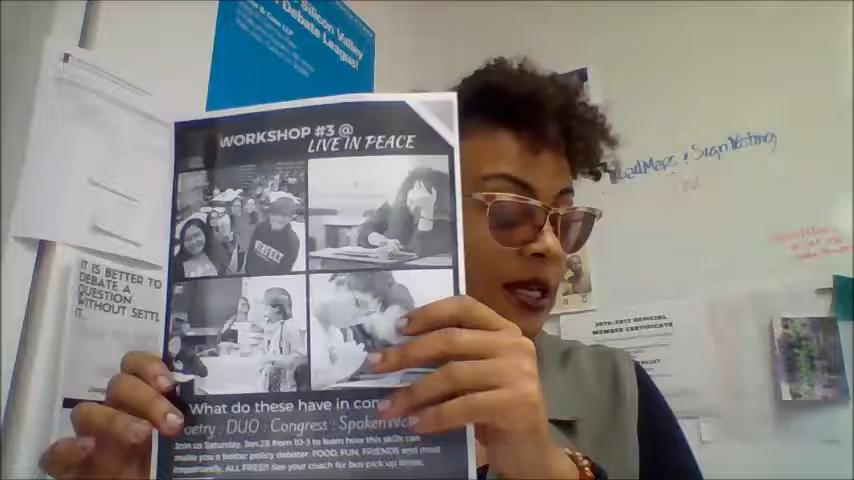 Silicon Valley
Debate League!
WORKSHOP #3 @
LIVE IN PEACE
PERFECT
IT IS BETTER TO
DEBATE A
QUESTION
WITHOUT SETTL
IT
2016-2017 OFFICIAL
MEMBER CERTIFICATE
What do these have in com
oetry : DUO : Congress : Spoken Wo
Join us Saturday, Jan.28 from 10-3 to learn how this skills can
make you a better policy debater. FOOD, FUN, FRIENDS and most
importantly, ALL FREE!! See your coach for bus pick up times.